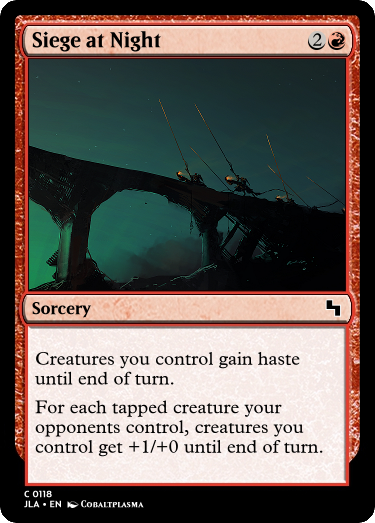 Siege at Night 2
Sorcery
Creatures you control gain haste
until end of turn.
For each tapped creature your
opponents control, creatures you
control get +1/+0 until end of turn.
C 0118
JLA • EN Cobaltplasma